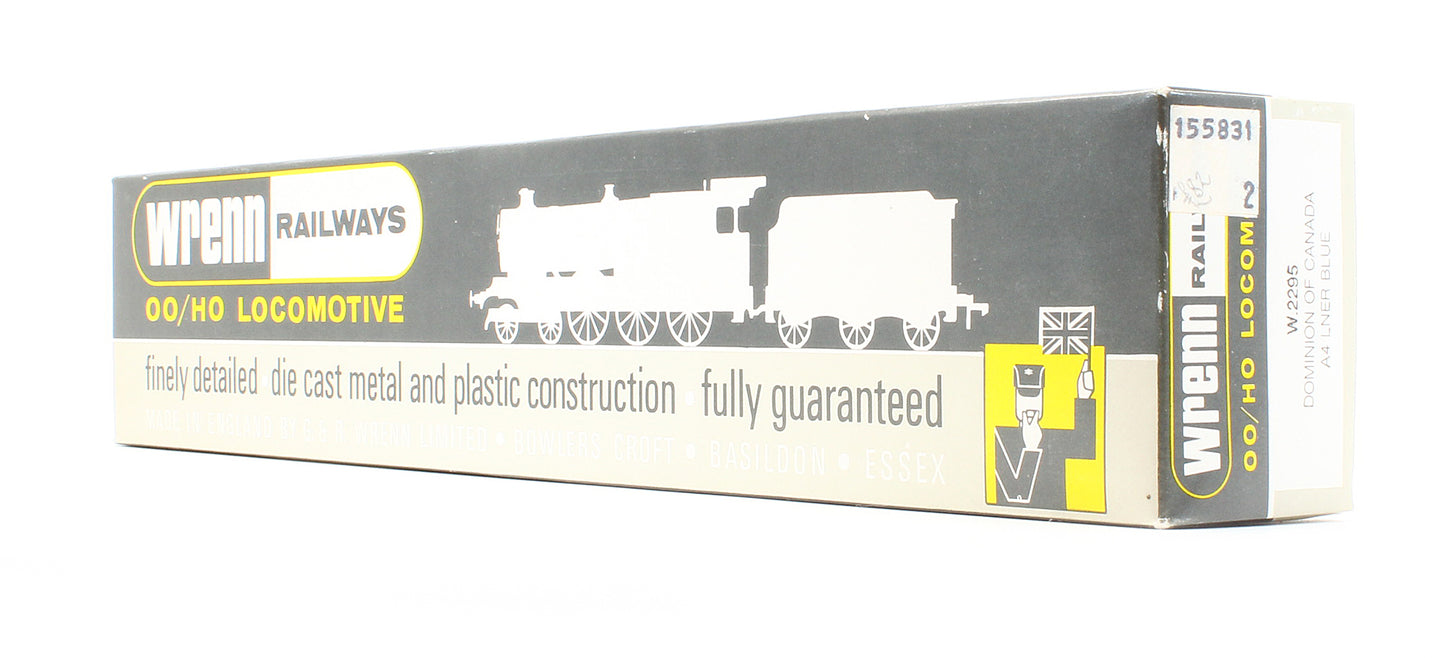 wrenn RAILWAYS
OO/HO LOCOMOTIVE
finely detailed die cast metal and plastic construction · fully guaranteed
MADE IN ENGLAND BY G & R WRENN LIMITED • BOWLERS CROFT • BASILDON • ESSEX
155831
2
wrenn RAIL
OO/HO LOCOM
W.2295
DOMINION OF CANADA
A4 LNER BLUE